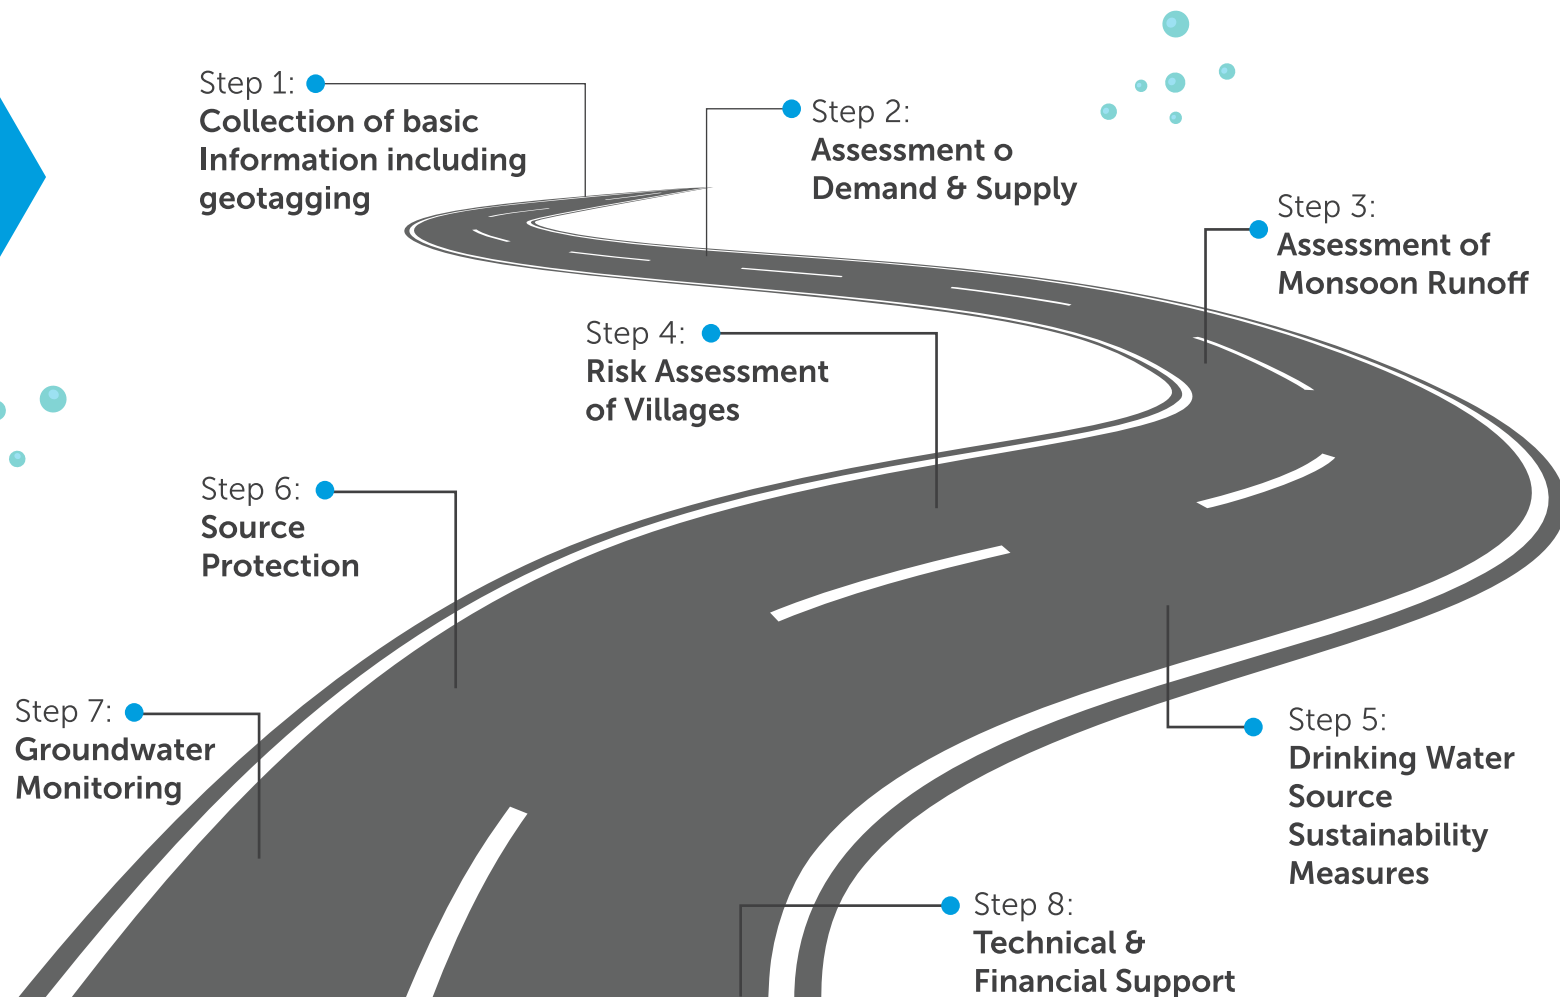 Step 1:
Collection of basic
Information including
geotagging
Step 2:
Assessment o
Demand & Supply
Step 3:
Assessment of
Monsoon Runoff
Step 4:
Risk Assessment
of Villages
Step 5:
Drinking Water
Source
Sustainability
Measures
Step 6:
Source
Protection
Step 7:
Groundwater
Monitoring
Step 8:
Technical &
Financial Support